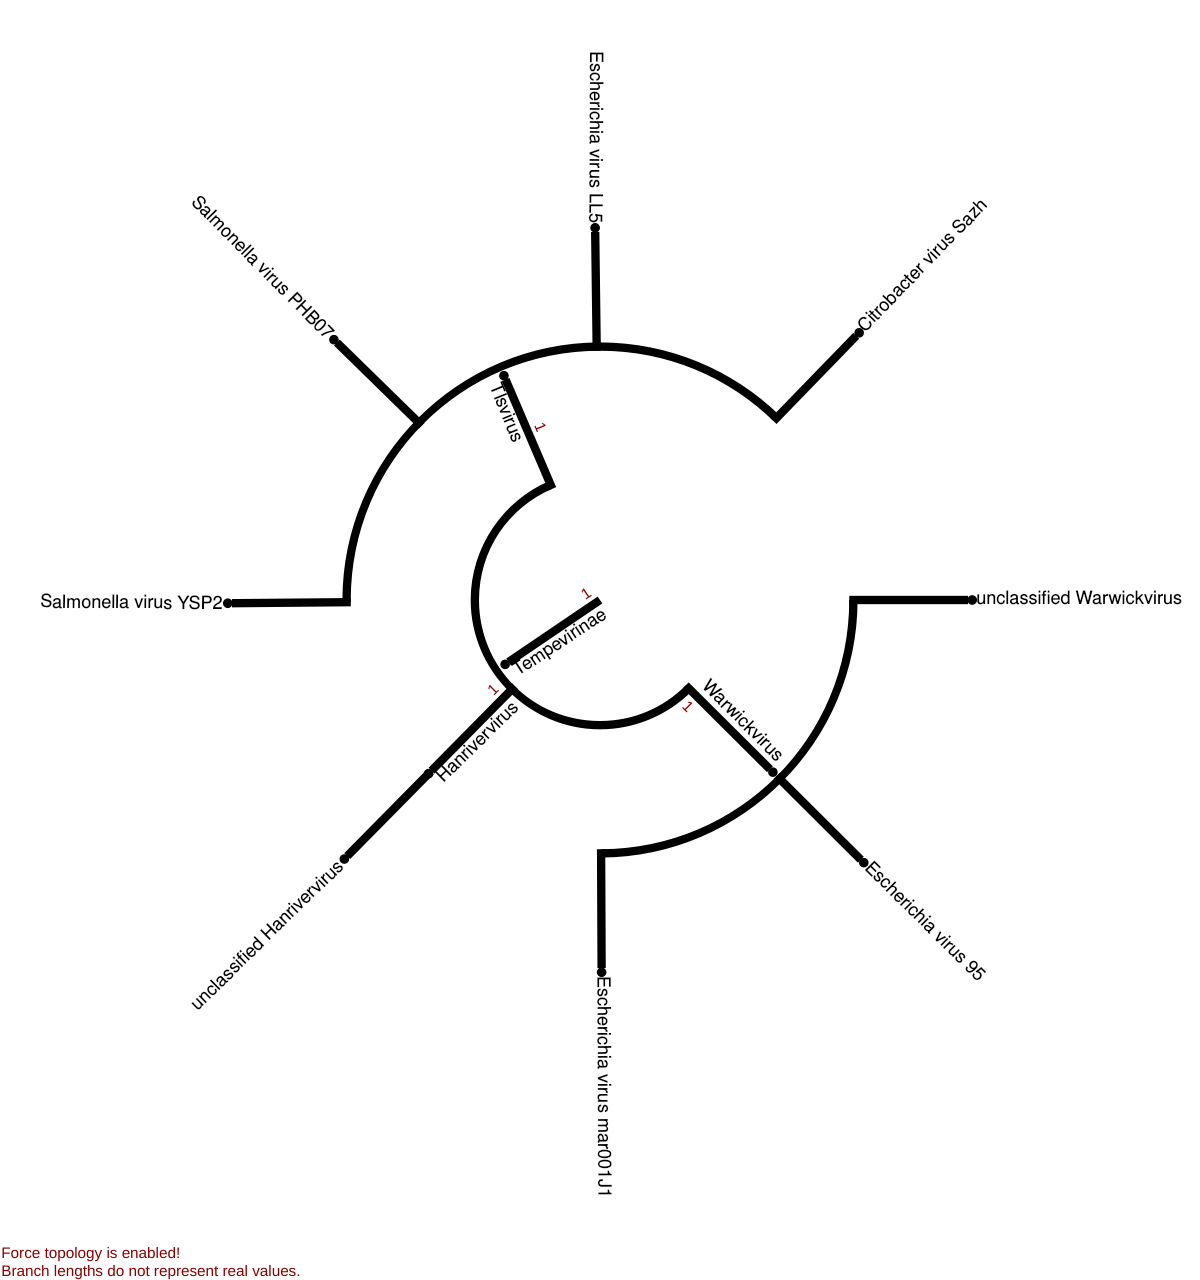 Escherichia virus LL5
Citrobacter virus Sazh
Salmonella virus PHB07
Tlsvirus
1
Salmonella virus YSP2
1
Tempevirinae
unclassified Warwickvirus
1
Hanrivervirus
Warwickvirus
1
unclassified Hanrivervirus
Escherichia virus 95
Escherichia virus mar001J1
Force topology is enabled!
Branch lengths do not represent real values.